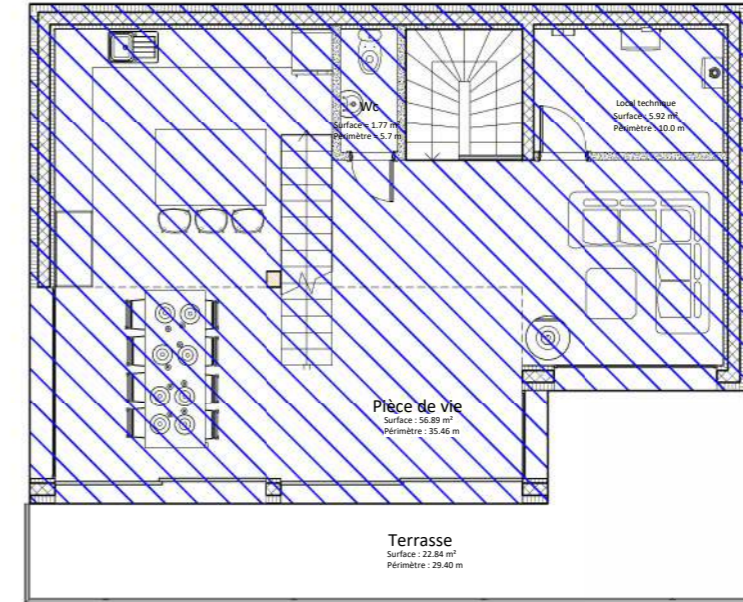 Wc
Surface = 1.77 m²
Périmètre = 5.7 m
Local technique
Surface : 5.92 m²
Périmètre : 10.0 m
Pièce de vie
Surface : 56.89 m²
Périmètre : 35.46 m
Terrasse
Surface : 22.84 m²
Périmètre : 29.40 m